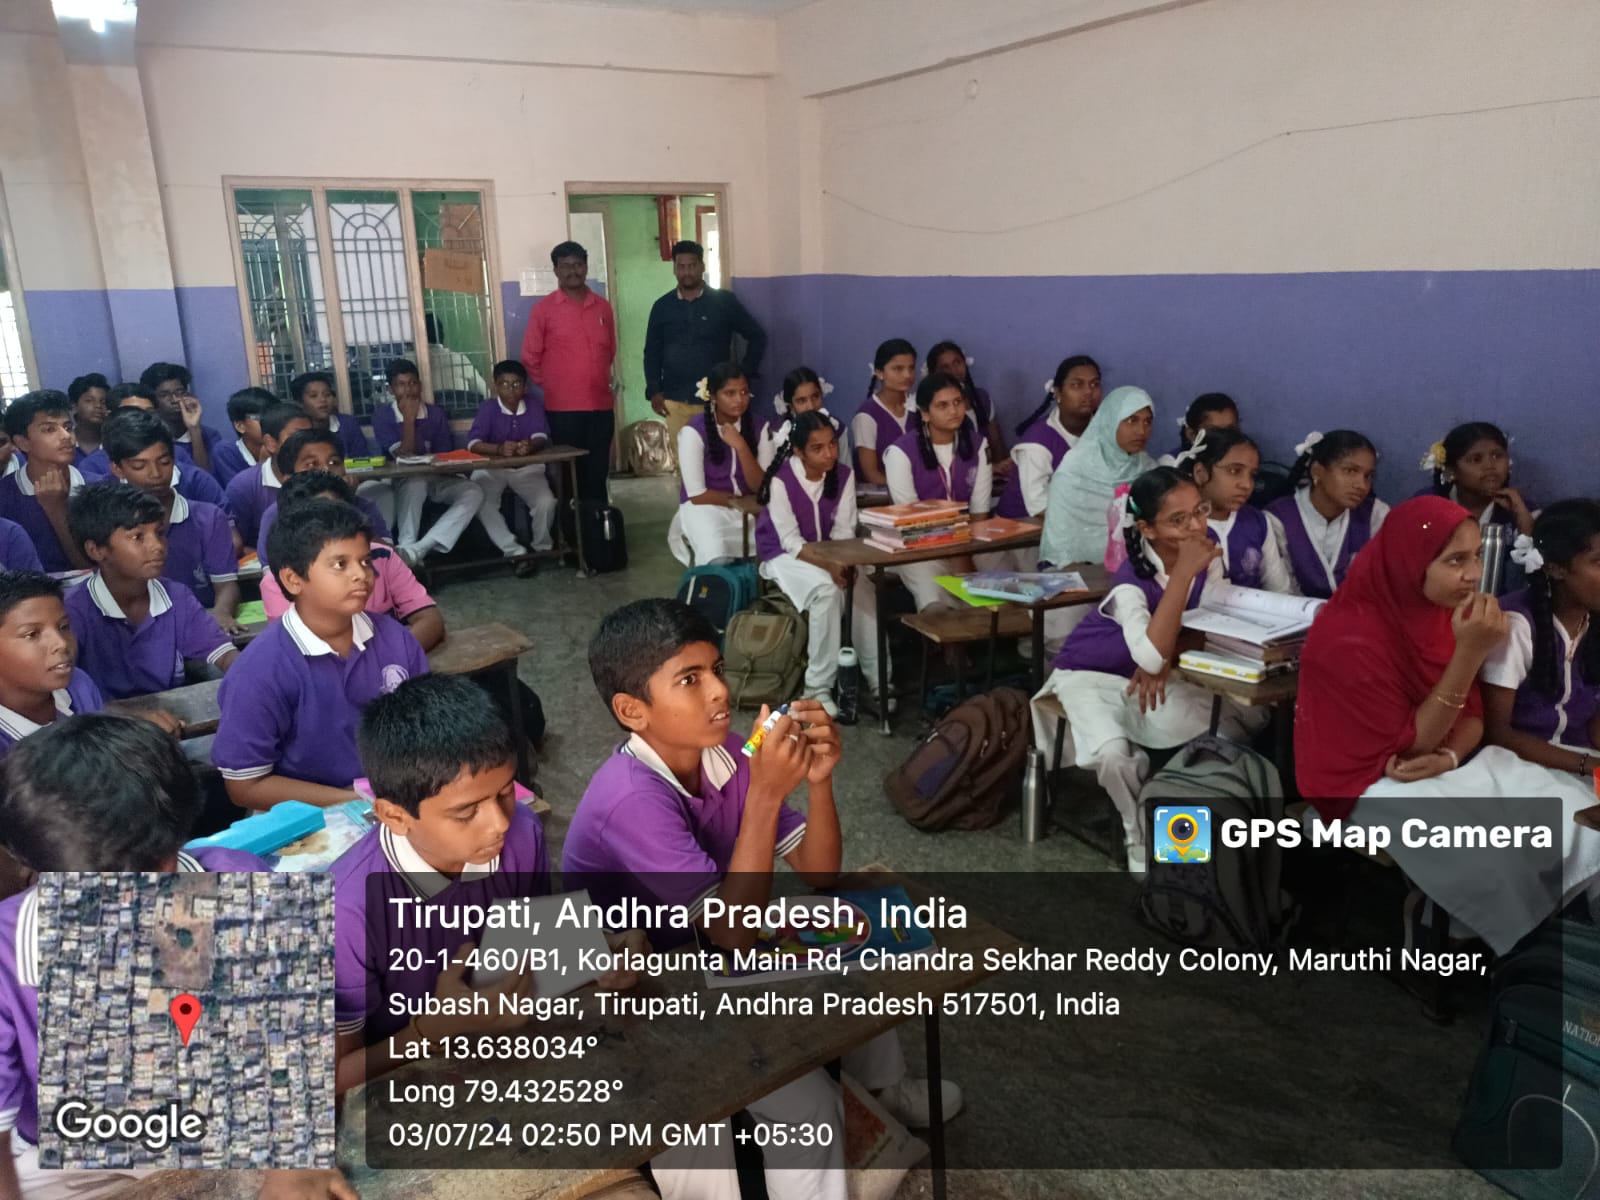 GPS Map Camera
Tirupati, Andhra Pradesh, India
20-1-460/B1, Korlagunta Main Rd, Chandra Sekhar Reddy Colony, Maruthi Nagar,
Subash Nagar, Tirupati, Andhra Pradesh 517501, India
Lat 13.638034°
Long 79.432528°
03/07/24 02:50 PM GMT +05:30
Google